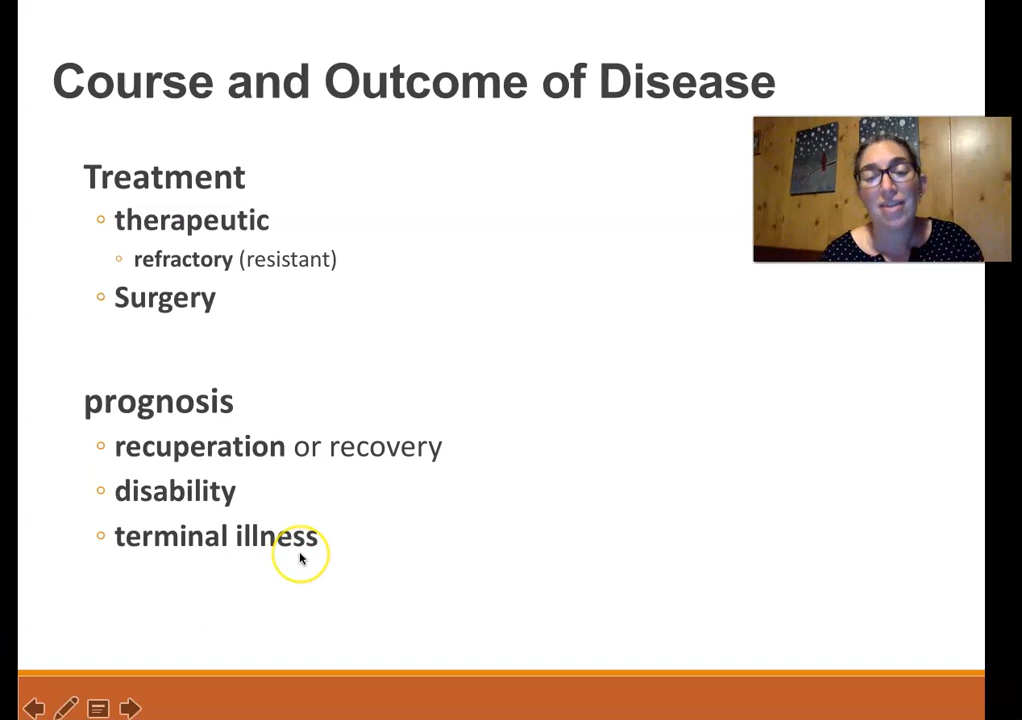 Course and Outcome of Disease
Treatment
therapeutic
refractory (resistant)
Surgery
prognosis
recuperation or recovery
disability
terminal illness